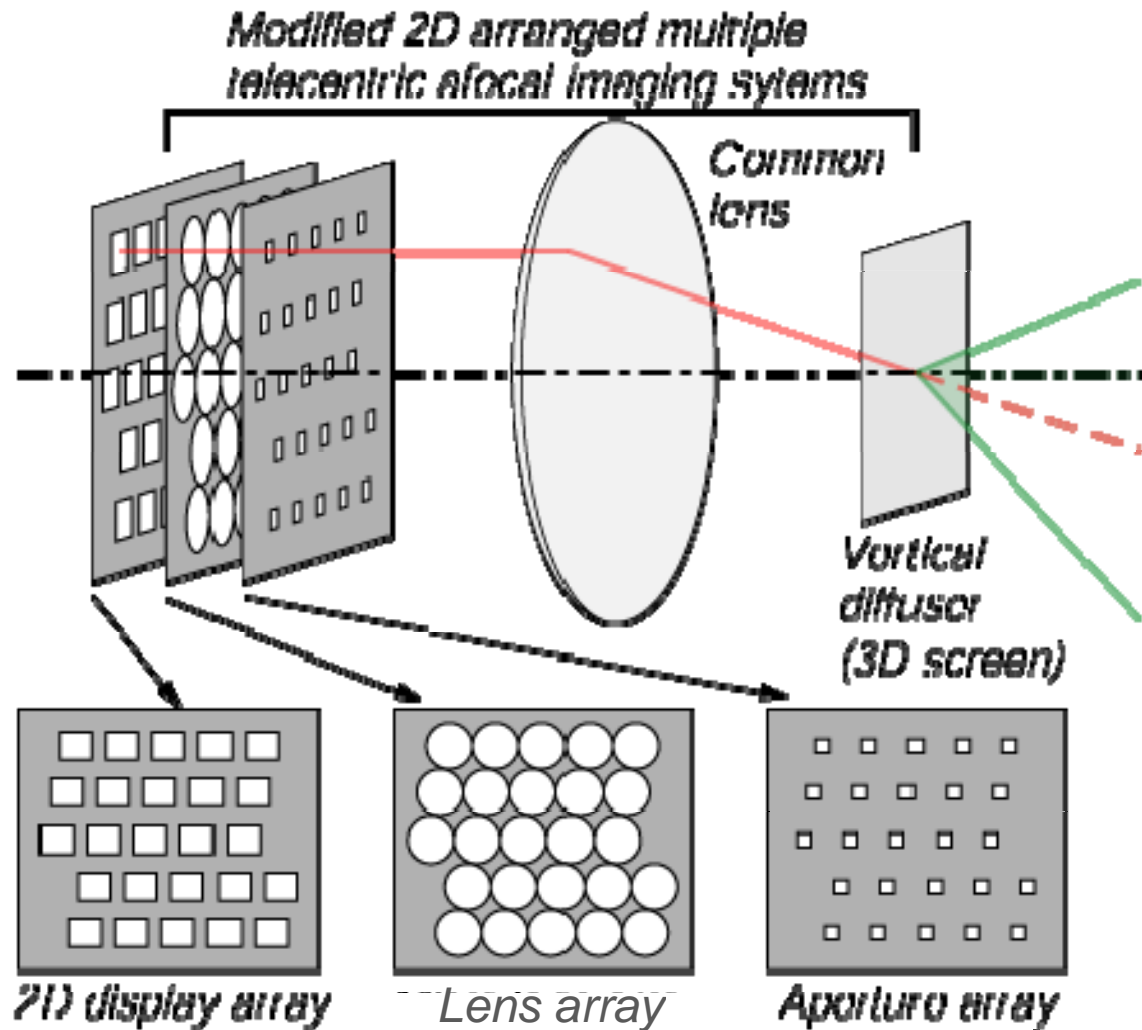 Modified 2D arranged multiple
telecentric afocal imaging sytems
Common
lens
Vertical
diffusor
(3D screen)
2D display array
Lens array
Aperture array